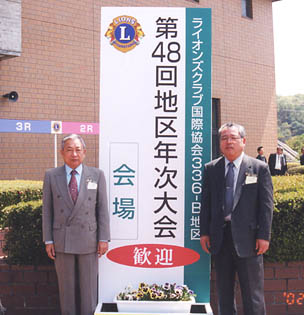 ライオンズクラブ国際協会336-B地区
LIONS
L
第48回地区年次大会
会場
歓迎
3R
2R
'02